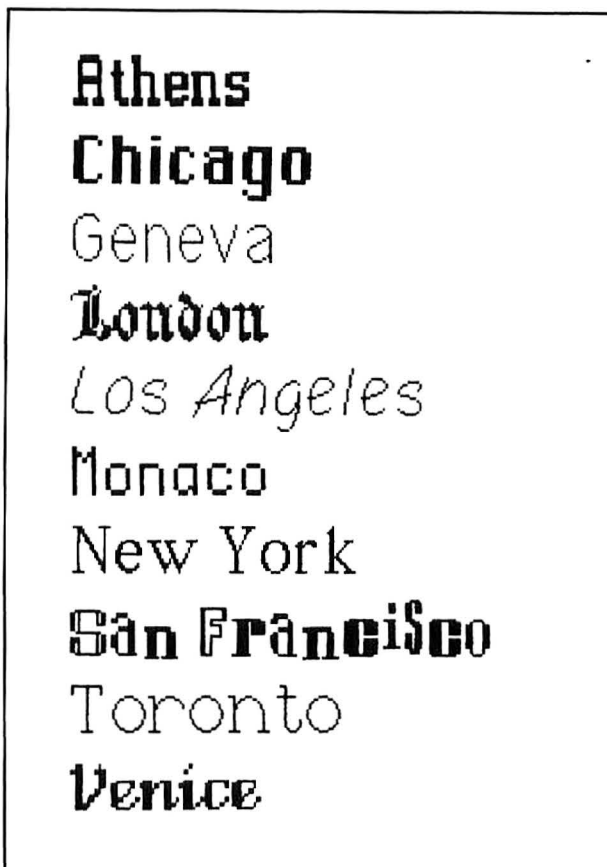 Athens
Chicago
Geneva
London
Los Angeles
Monaco
New York
San Francisco
Toronto
Venice